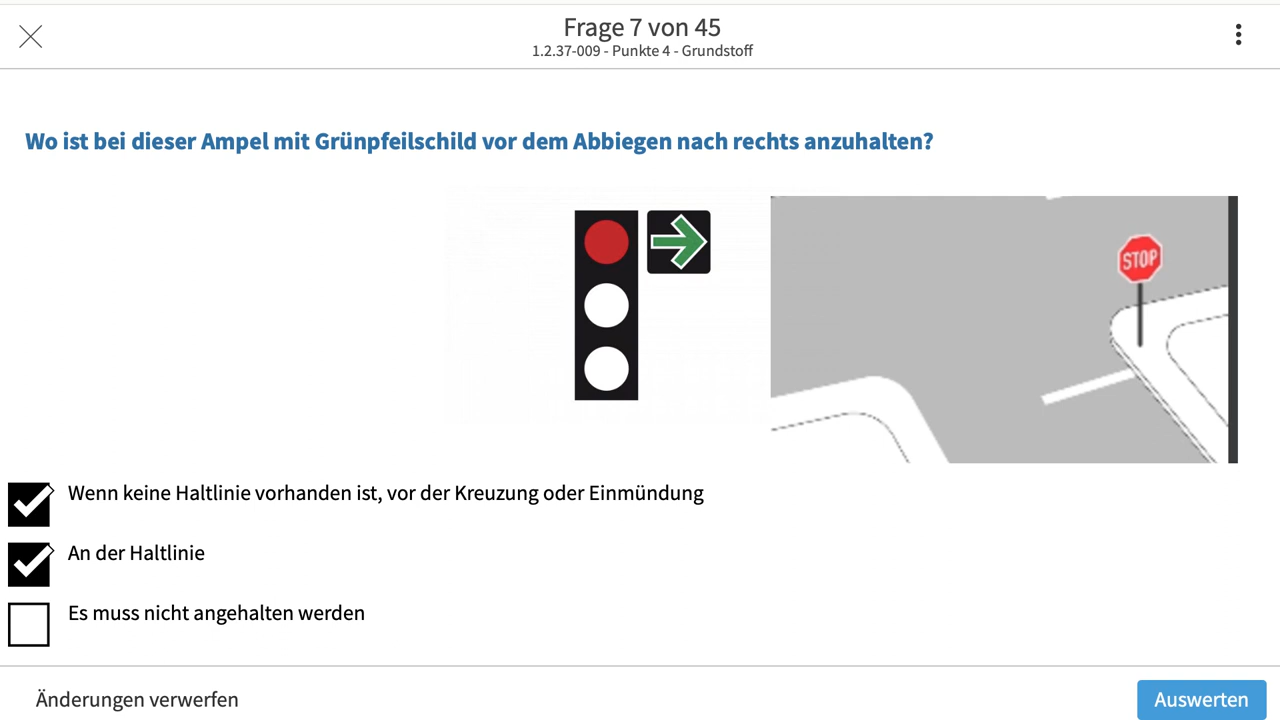 Frage 7 von 45
1.2.37-009 - Punkte 4 - Grundstoff
Wo ist bei dieser Ampel mit Grünpfeilschild vor dem Abbiegen nach rechts anzuhalten?
STOP
Wenn keine Haltlinie vorhanden ist, vor der Kreuzung oder Einmündung
An der Haltlinie
Es muss nicht angehalten werden
Änderungen verwerfen
Auswerten